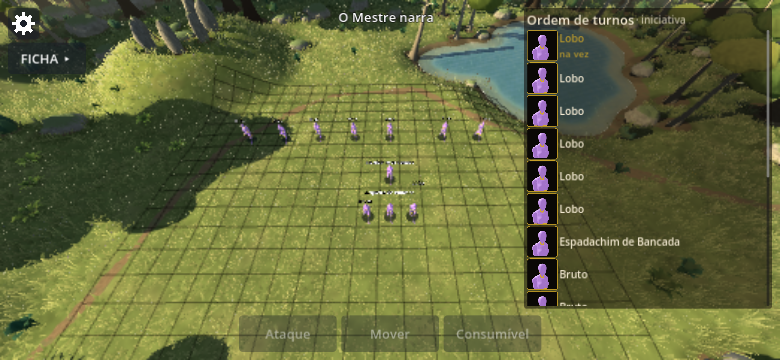 O Mestre narra
FICHA
Ordem de turnos Iniciativa
Lobo
na vez
Lobo
Lobo
Lobo
Lobo
Lobo
Espadachim de Bancada
Bruto
Ataque
Mover
Consumível